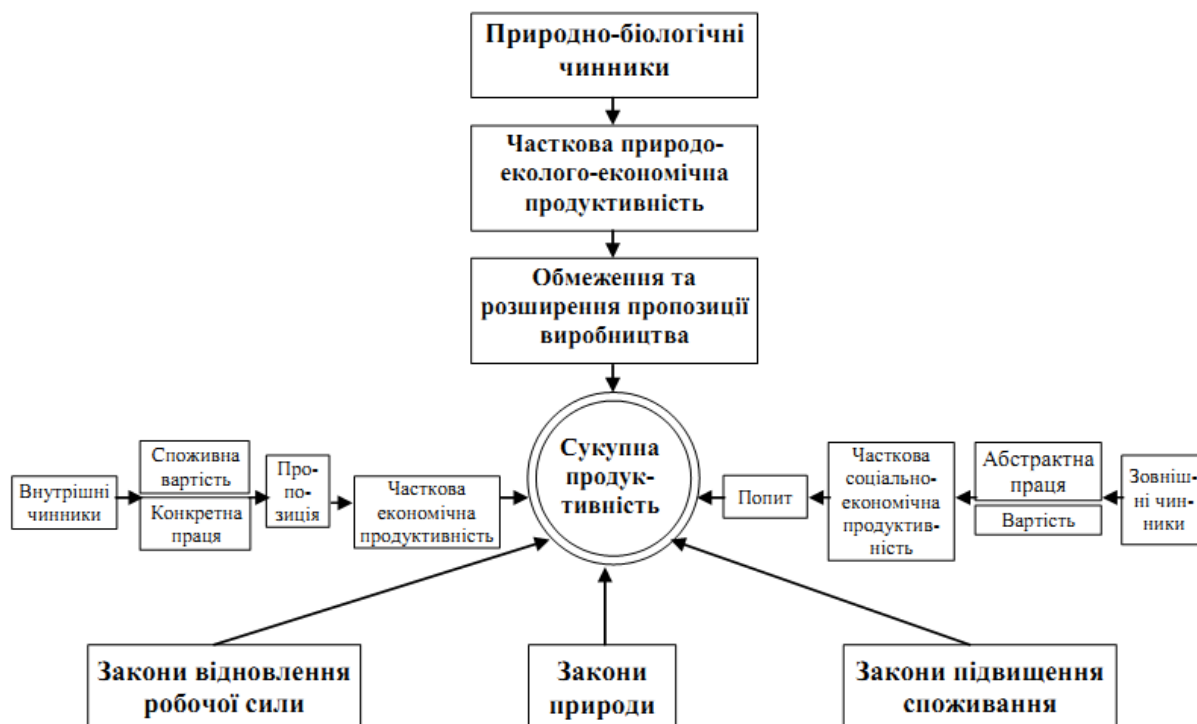 Природно-біологічні
чинники
Часткова природо-
еколого-економічна
продуктивність
Обмеження та
розширення пропозиції
виробництва
Внутрішні
чинники
Споживна
вартість
Конкретна
праця
Про-
по-
зиція
Часткова
економічна
продуктивність
Сукупна
продук-
тивність
Попит
Часткова
соціально-
економічна
продуктив-
ність
Абстрактна
праця
Вартість
Зовніш-
ні чин-
ники
Закони відновлення
робочої сили
Закони
природи
Закони підвищення
споживання